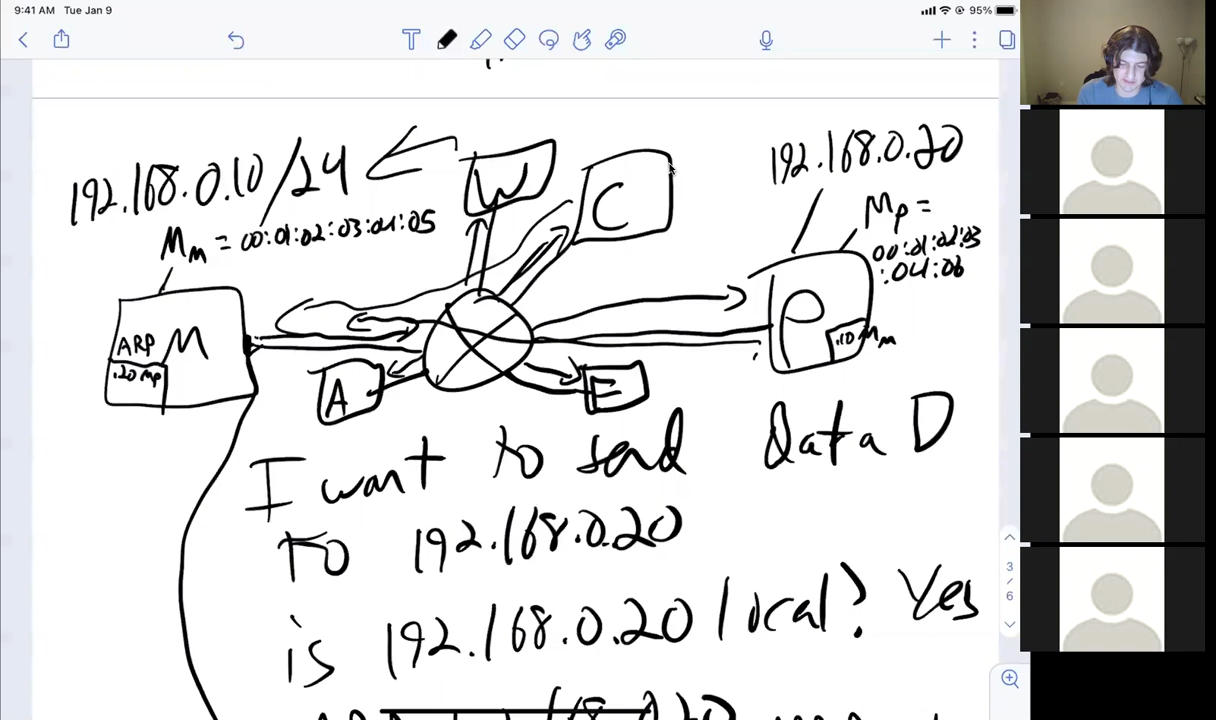 9:41 AM Tue Jan 9
95%
T
192.168.0.10/24
W
C
192.168.0.20
Mm = 00:01:02:03:04:05
Mp =
00:01:02:03
:04:06
ARP M
.20 Mp
P
.10 Mm
A
E
I want to send data D
to 192.168.0.20
is 192.168.0.20 local? Yes
3
/
6